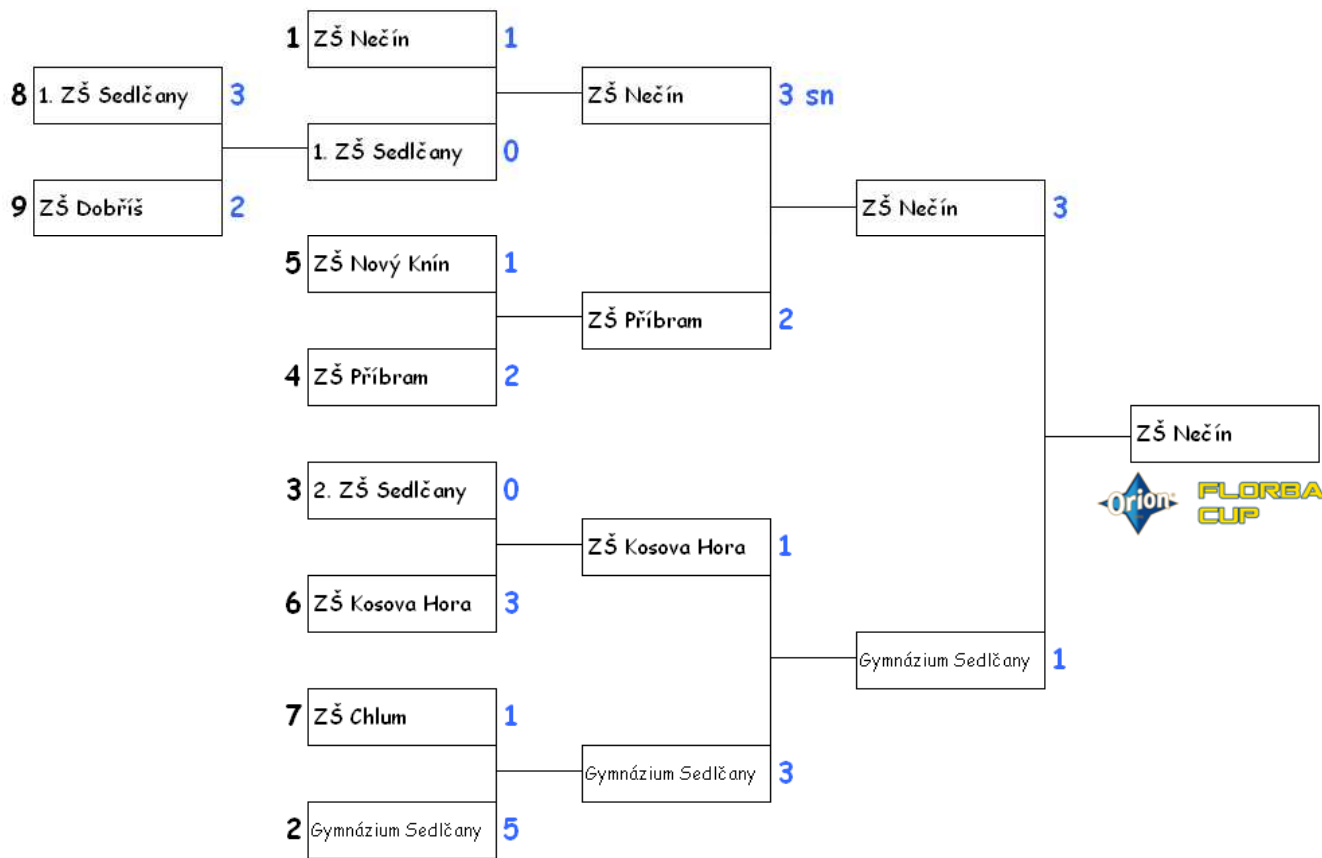 1 ZŠ Nečín 1
8 1. ZŠ Sedlčany 3
ZŠ Nečín 3 sn
1. ZŠ Sedlčany 0
9 ZŠ Dobříš 2
ZŠ Nečín 3
5 ZŠ Nový Knín 1
ZŠ Příbram 2
4 ZŠ Příbram 2
ZŠ Nečín
3 2. ZŠ Sedlčany 0
Orion
FLORBA
CUP
ZŠ Kosova Hora 1
6 ZŠ Kosova Hora 3
Gymnázium Sedlčany 1
7 ZŠ Chlum 1
Gymnázium Sedlčany 3
2 Gymnázium Sedlčany 5